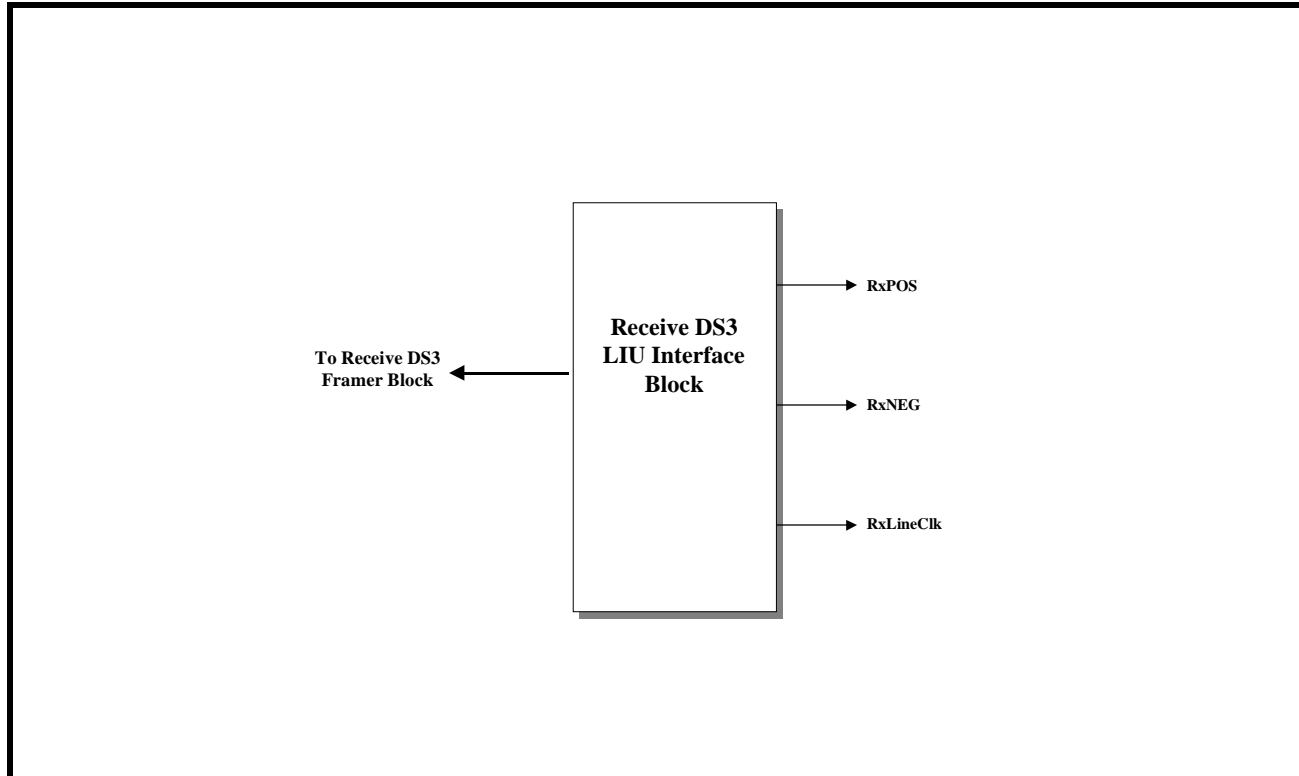 To Receive DS3
Framer Block
Receive DS3
LIU Interface
Block
RxPOS
RxNEG
RxLineClk